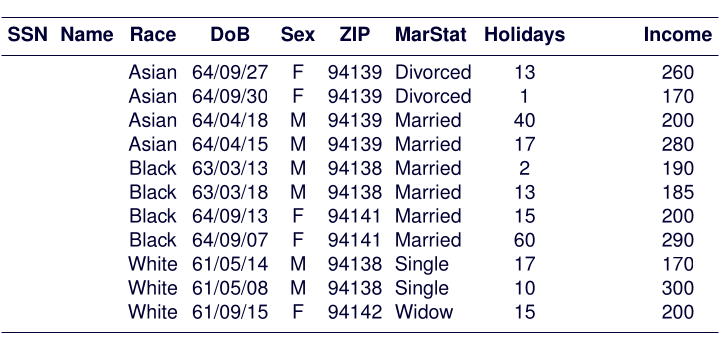 SSN Name Race DoB Sex ZIP MarStat Holidays Income
Asian 64/09/27 F 94139 Divorced 13 260
Asian 64/09/30 F 94139 Divorced 1 170
Asian 64/04/18 M 94139 Married 40 200
Asian 64/04/15 M 94139 Married 17 280
Black 63/03/13 M 94138 Married 2 190
Black 63/03/18 M 94138 Married 13 185
Black 64/09/13 F 94141 Married 15 200
Black 64/09/07 F 94141 Married 60 290
White 61/05/14 M 94138 Single 17 170
White 61/05/08 M 94138 Single 10 300
White 61/09/15 F 94142 Widow 15 200